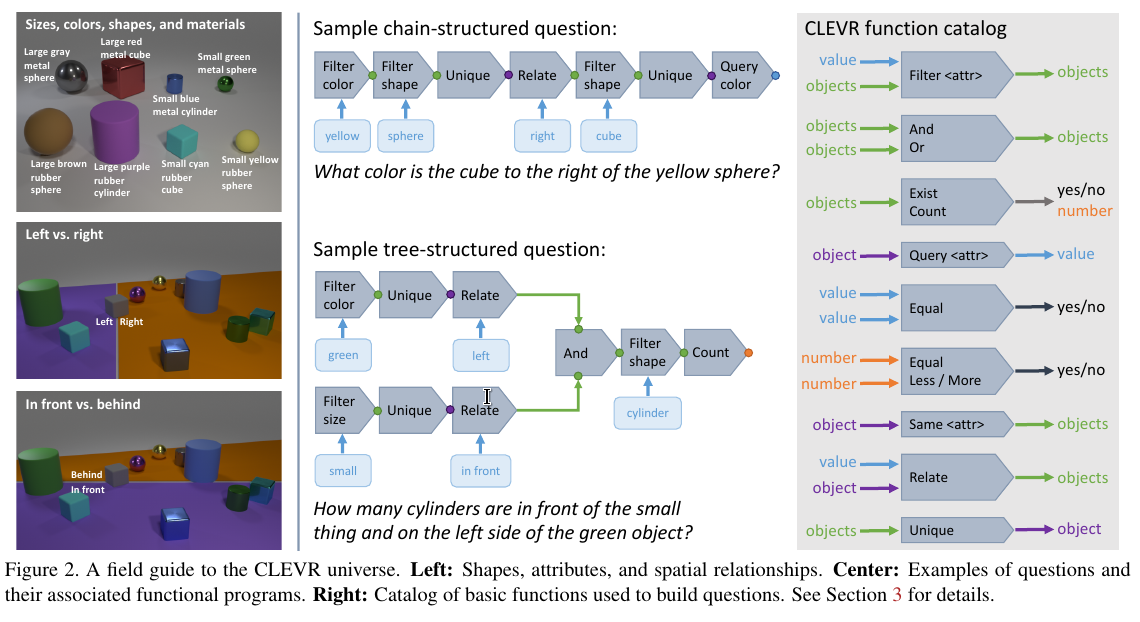 Sizes, colors, shapes, and materials
Large gray
metal
sphere
Large red
metal cube
Small blue
metal cylinder
Small green
metal sphere
Large brown
rubber
sphere
Large purple
rubber
cylinder
Small cyan
rubber
cube
Small yellow
rubber
sphere
Left vs. right
Left Right
In front vs. behind
Behind
In front
Sample chain-structured question:
Filter
color
Filter
shape
Unique
Relate
Filter
shape
Unique
Query
color
yellow
sphere
right
cube
What color is the cube to the right of the yellow sphere?
Sample tree-structured question:
Filter
color
Unique
Relate
green
left
Filter
size
Unique
Relate
small
in front
And
Filter
shape
Count
cylinder
How many cylinders are in front of the small
thing and on the left side of the green object?
CLEVR function catalog
value
objects
Filter <attr>
objects
objects
objects
And
Or
objects
objects
Exist
Count
yes/no
number
object
Query <attr>
value
value
value
Equal
yes/no
number
number
Equal
Less / More
yes/no
object
Same <attr>
objects
value
object
Relate
objects
objects
Unique
object
Figure 2. A field guide to the CLEVR universe. Left: Shapes, attributes, and spatial relationships. Center: Examples of questions and
their associated functional programs. Right: Catalog of basic functions used to build questions. See Section 3 for details.